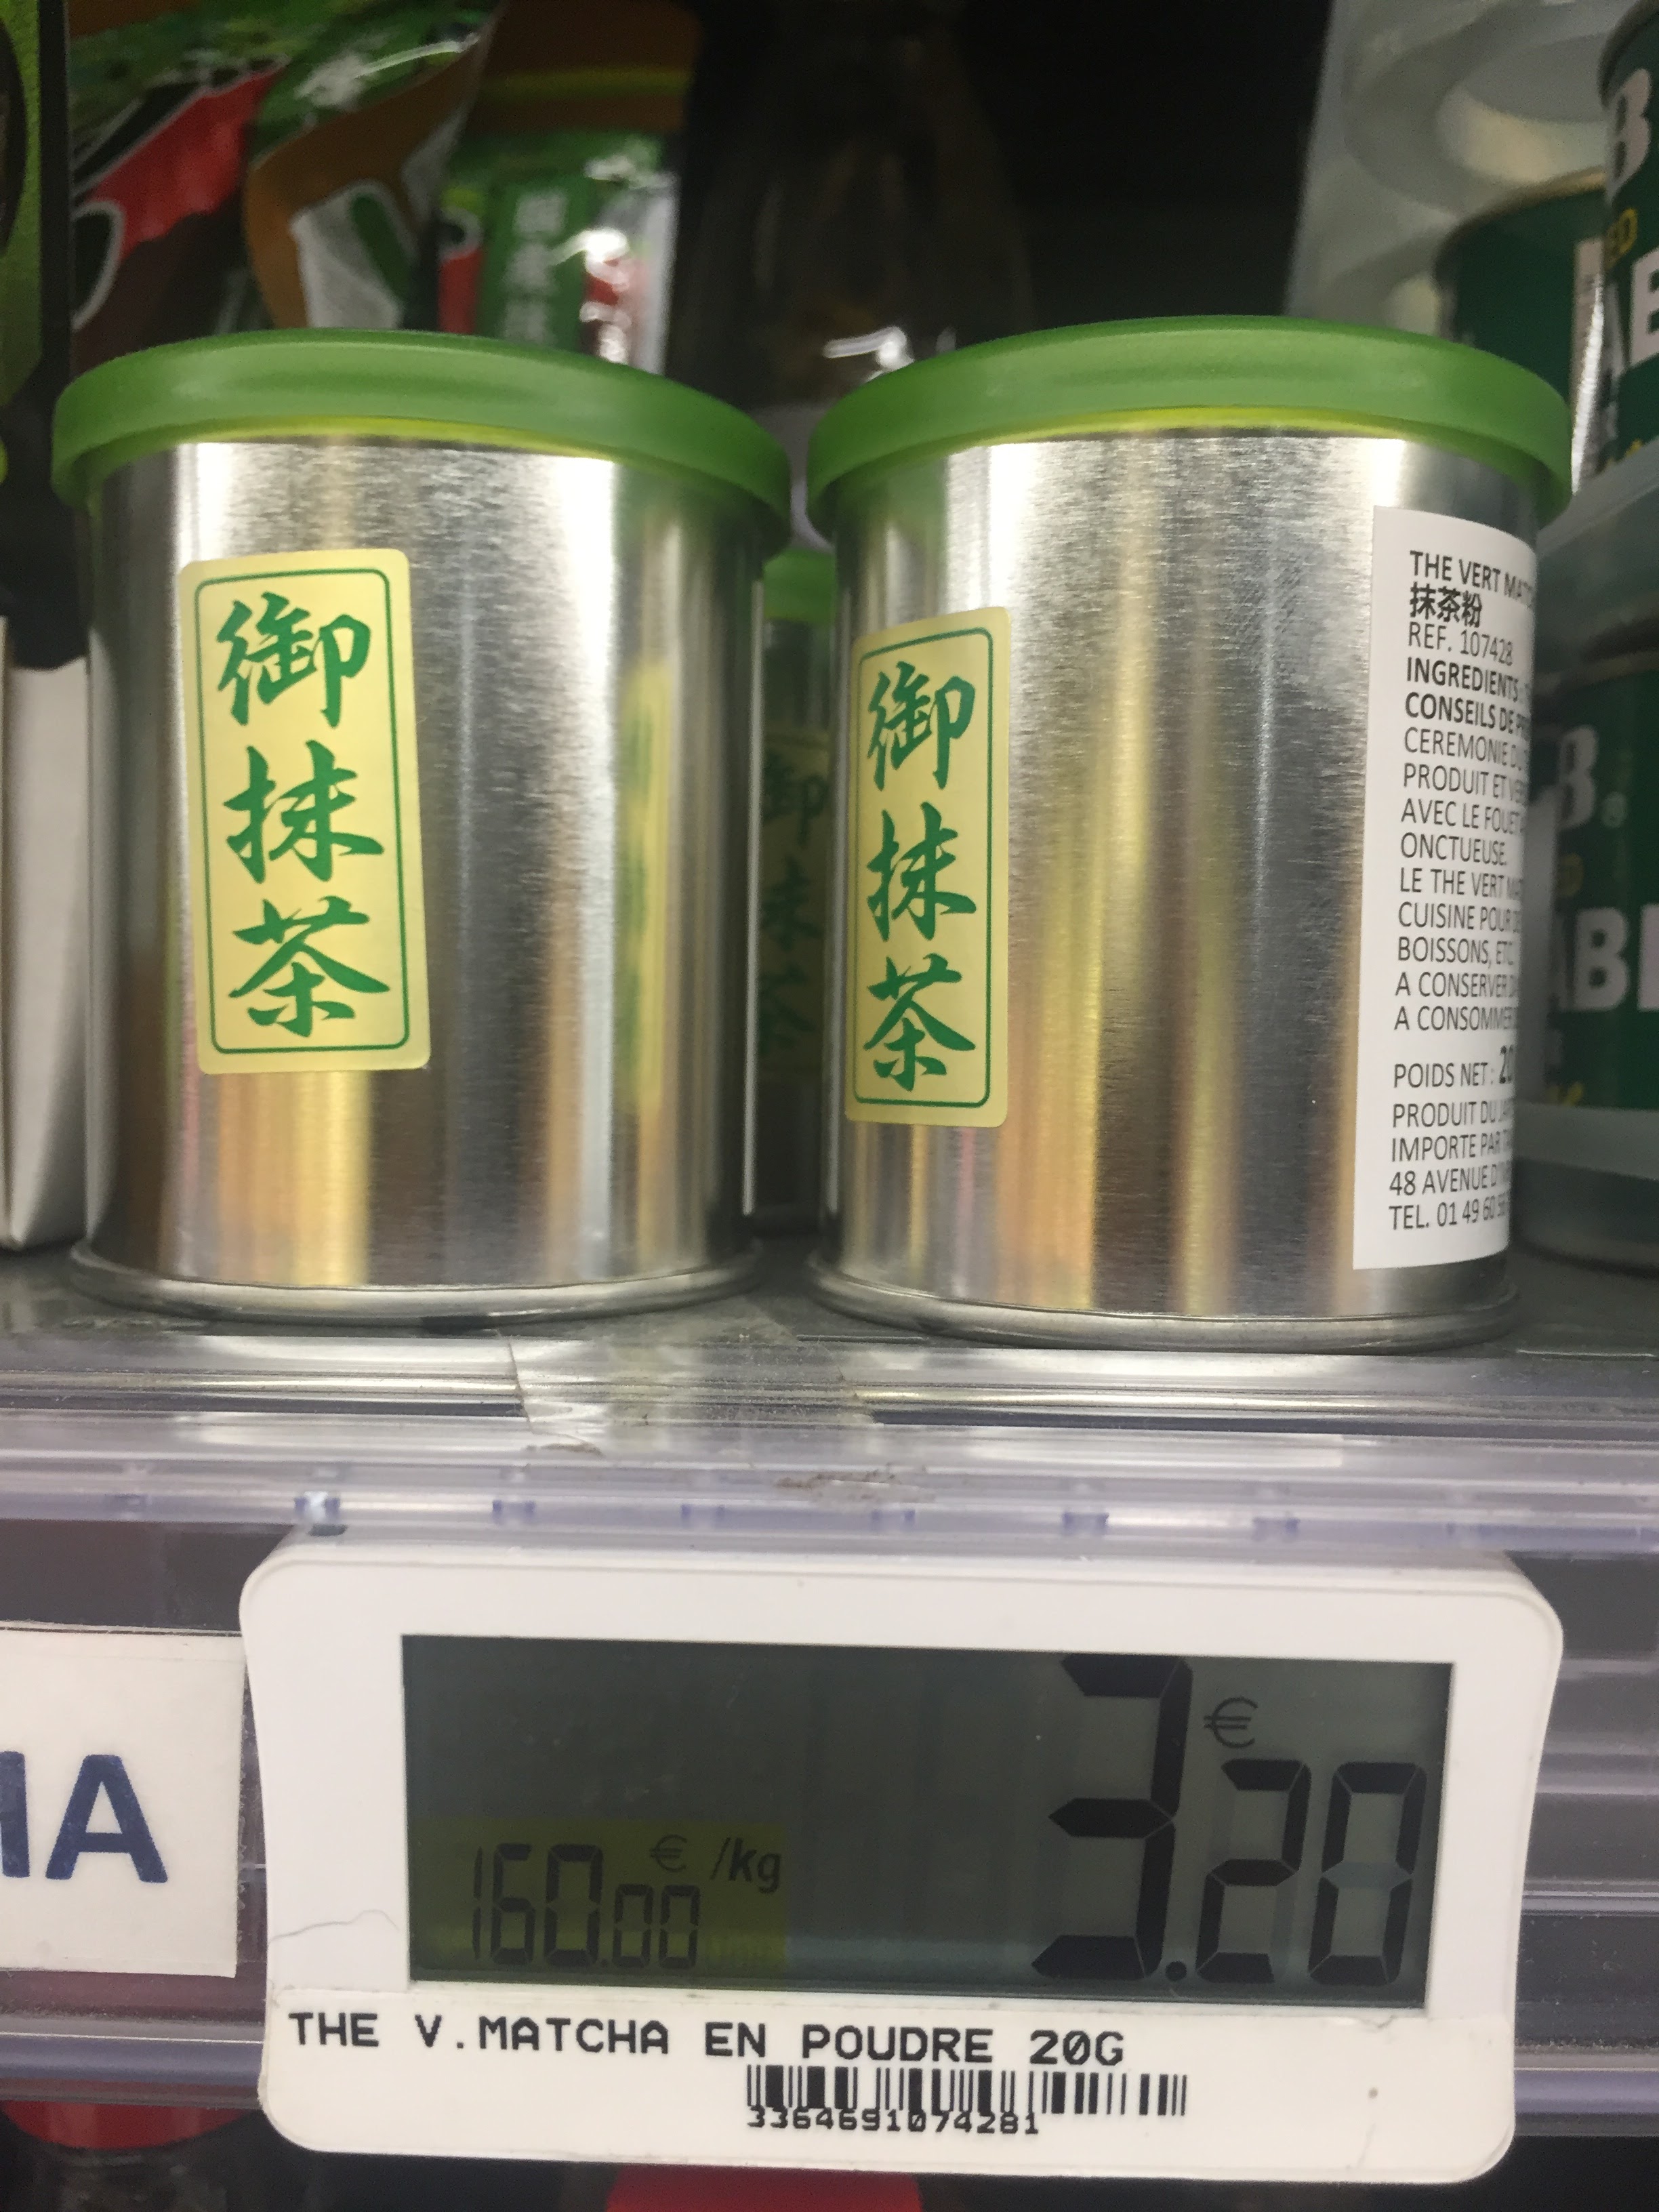 御抹茶
御抹茶
THE VERT
抹茶粉
REF. 107428
INGREDIENTS
CONSEILS DE
CEREMONIE
PRODUIT ET
AVEC LE FOUET
ONCTUEUSE.
LE THE VERT
CUISINE POUR
BOISSONS, ETC
A CONSERVER
A CONSOMMER
POIDS NET :
PRODUIT DU
IMPORTE PAR
48 AVENUE
TEL. 01 49 60
3.20 €
160.00 € /kg
THE V.MATCHA EN POUDRE 20G
3364691074281